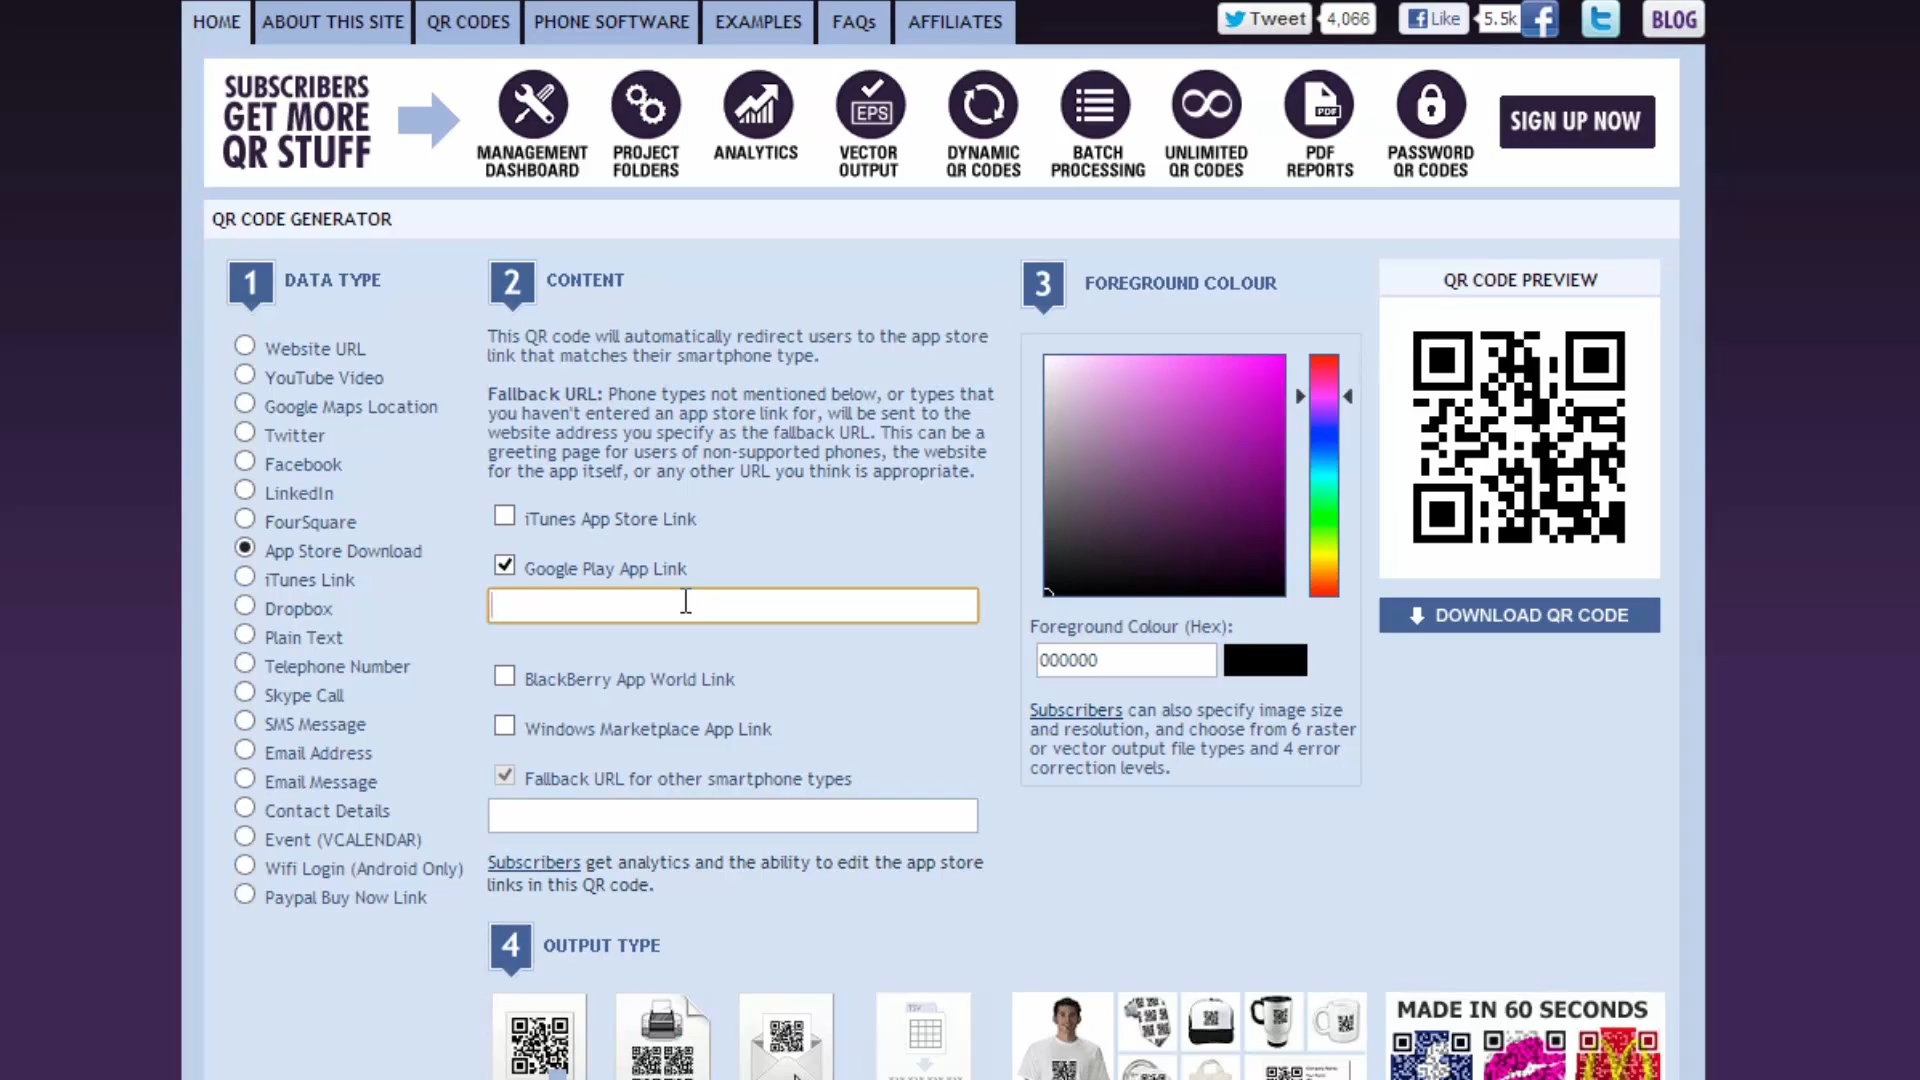 HOME
ABOUT THIS SITE
QR CODES
PHONE SOFTWARE
EXAMPLES
FAQs
AFFILIATES
Tweet
4,066
Like
5.5k
BLOG
SUBSCRIBERS
GET MORE
QR STUFF
MANAGEMENT
DASHBOARD
PROJECT
FOLDERS
ANALYTICS
EPS
VECTOR
OUTPUT
DYNAMIC
QR CODES
BATCH
PROCESSING
UNLIMITED
QR CODES
PDF
PDF
REPORTS
PASSWORD
QR CODES
SIGN UP NOW
QR CODE GENERATOR
1 DATA TYPE
Website URL
YouTube Video
Google Maps Location
Twitter
Facebook
LinkedIn
FourSquare
App Store Download
iTunes Link
Dropbox
Plain Text
Telephone Number
Skype Call
SMS Message
Email Address
Email Message
Contact Details
Event (VCALENDAR)
Wifi Login (Android Only)
Paypal Buy Now Link
2 CONTENT
This QR code will automatically redirect users to the app store
link that matches their smartphone type.
Fallback URL: Phone types not mentioned below, or types that
you haven't entered an app store link for, will be sent to the
website address you specify as the fallback URL. This can be a
greeting page for users of non-supported phones, the website
for the app itself, or any other URL you think is appropriate.
iTunes App Store Link
Google Play App Link
BlackBerry App World Link
Windows Marketplace App Link
Fallback URL for other smartphone types
Subscribers get analytics and the ability to edit the app store
links in this QR code.
3 FOREGROUND COLOUR
Foreground Colour (Hex):
000000
Subscribers can also specify image size
and resolution, and choose from 6 raster
or vector output file types and 4 error
correction levels.
QR CODE PREVIEW
DOWNLOAD QR CODE
4 OUTPUT TYPE
TSV
MADE IN 60 SECONDS